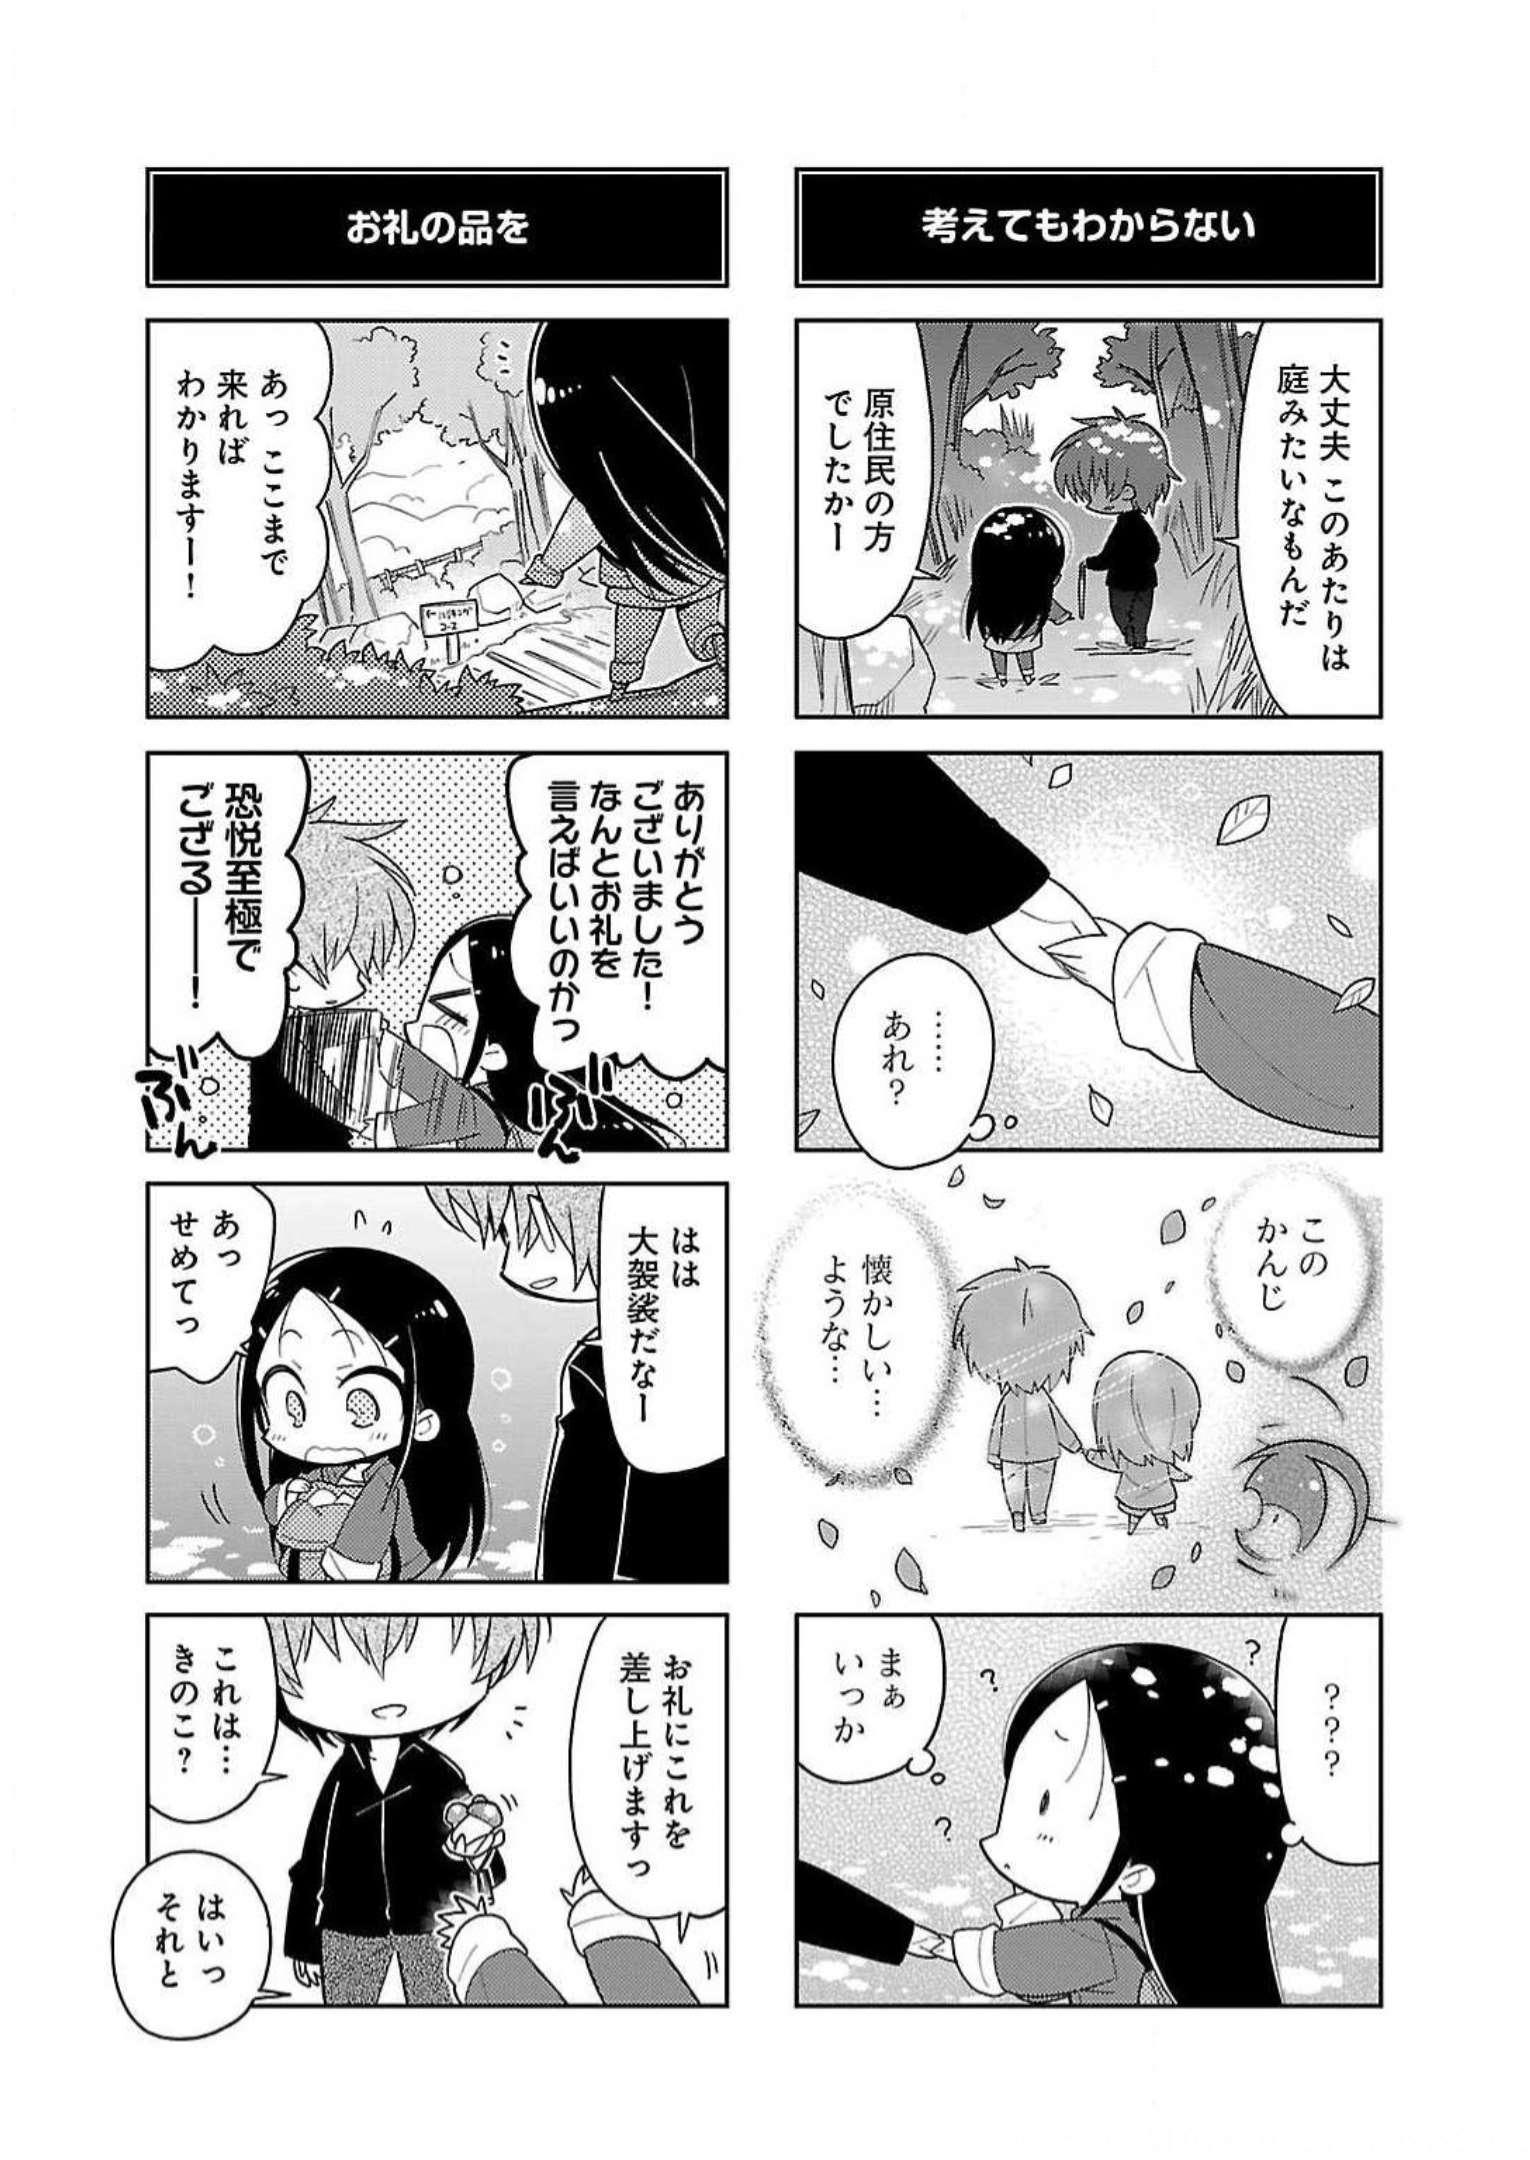 考えてもわからない
大丈夫 このあたりは
庭みたいなもんだ
原住民の方
でしたかー
……
あれ?
この
かんじ
懐かしい…
ような…
???
まぁ
いっか
お礼の品を
あっ ここまで
来れば
わかりますー!
←ハイキング
コース
ありがとう
ございました!
なんとお礼を
言えばいいのかっ
恐悦至極で
ござる――!
ぶん
ぶん
はは
大袈裟だなー
あっ
せめてっ
お礼にこれを
差し上げますっ
これは…
きのこ?
はいっ
それと